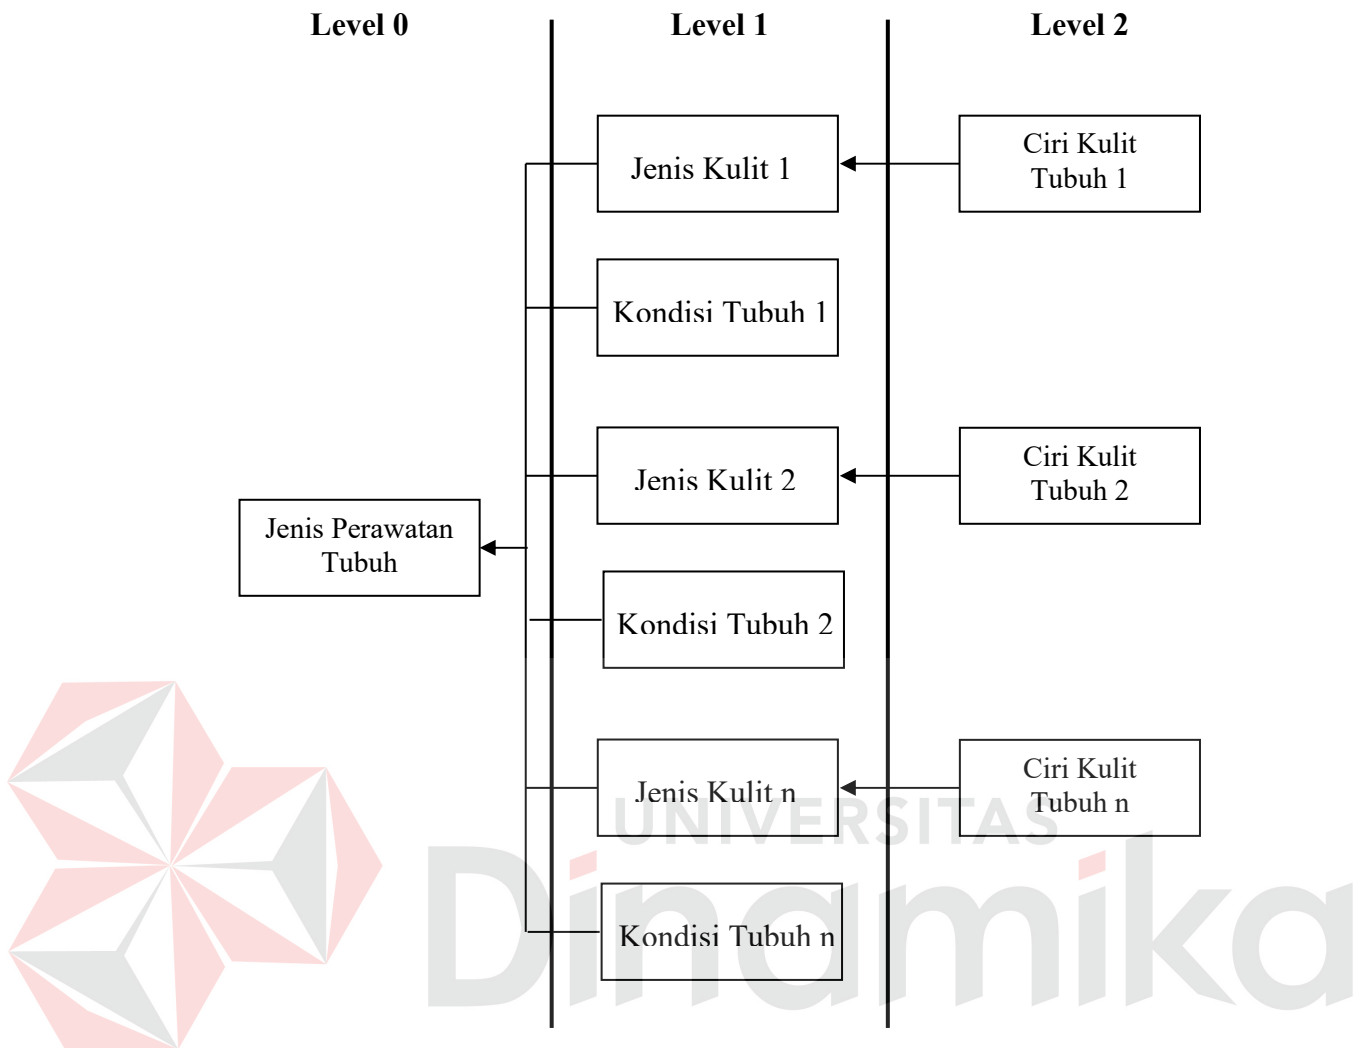 Level 0
Level 1
Level 2
Jenis Kulit 1
Ciri Kulit
Tubuh 1
Kondisi Tubuh 1
Jenis Kulit 2
Ciri Kulit
Tubuh 2
Jenis Perawatan
Tubuh
Kondisi Tubuh 2
Jenis Kulit n
Ciri Kulit
Tubuh n
UNIVERSITAS
Dinamika
Kondisi Tubuh n